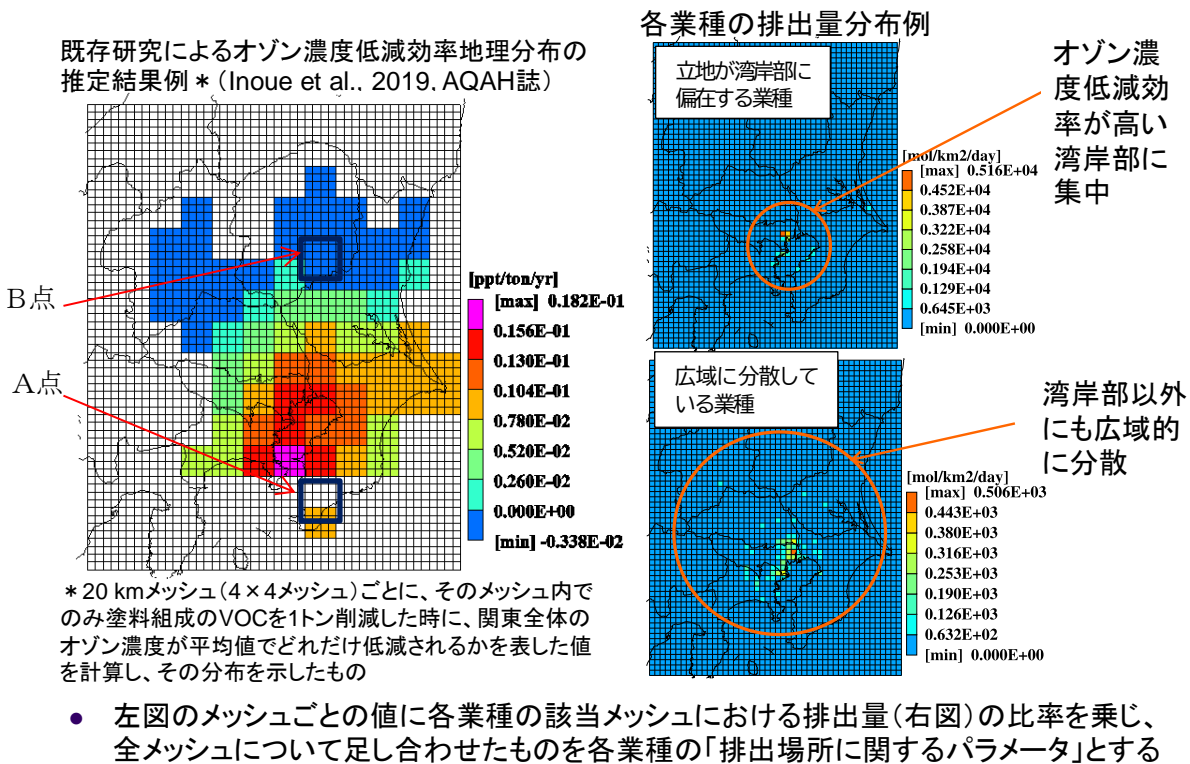 既存研究によるオゾン濃度低減効率地理分布の
推定結果例＊（Inoue et al., 2019, AQAH誌）
B点
A点
[ppt/ton/yr]
[max] 0.182E-01
0.156E-01
0.130E-01
0.104E-01
0.780E-02
0.520E-02
0.260E-02
0.000E+00
[min] -0.338E-02
＊20 kmメッシュ（4×4メッシュ）ごとに、そのメッシュ内で
のみ塗料組成のVOCを1トン削減した時に、関東全体の
オゾン濃度が平均値でどれだけ低減されるかを表した値
を計算し、その分布を示したもの
各業種の排出量分布例
立地が湾岸部に
偏在する業種
[mol/km2/day]
[max] 0.516E+04
0.452E+04
0.387E+04
0.322E+04
0.258E+04
0.194E+04
0.129E+04
0.645E+03
[min] 0.000E+00
オゾン濃
度低減効
率が高い
湾岸部に
集中
広域に分散して
いる業種
[mol/km2/day]
[max] 0.506E+03
0.443E+03
0.380E+03
0.316E+03
0.253E+03
0.190E+03
0.126E+03
0.632E+02
[min] 0.000E+00
湾岸部以外
にも広域的
に分散
● 左図のメッシュごとの値に各業種の該当メッシュにおける排出量（右図）の比率を乗じ、
全メッシュについて足し合わせたものを各業種の「排出場所に関するパラメータ」とする